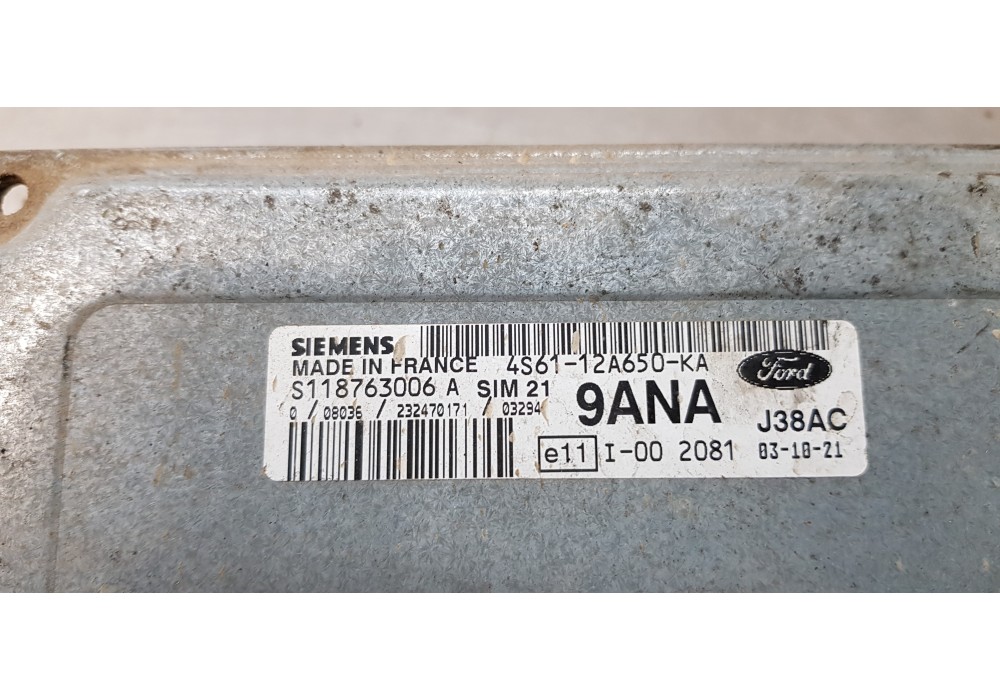 SIEMENS
MADE IN FRANCE 4S61-12A650-KA
S118763006 A SIM 21
0 / 08036 / 232470171 / 03294
9ANA
Ford
J38AC
e11 I-00 2081 03-10-21